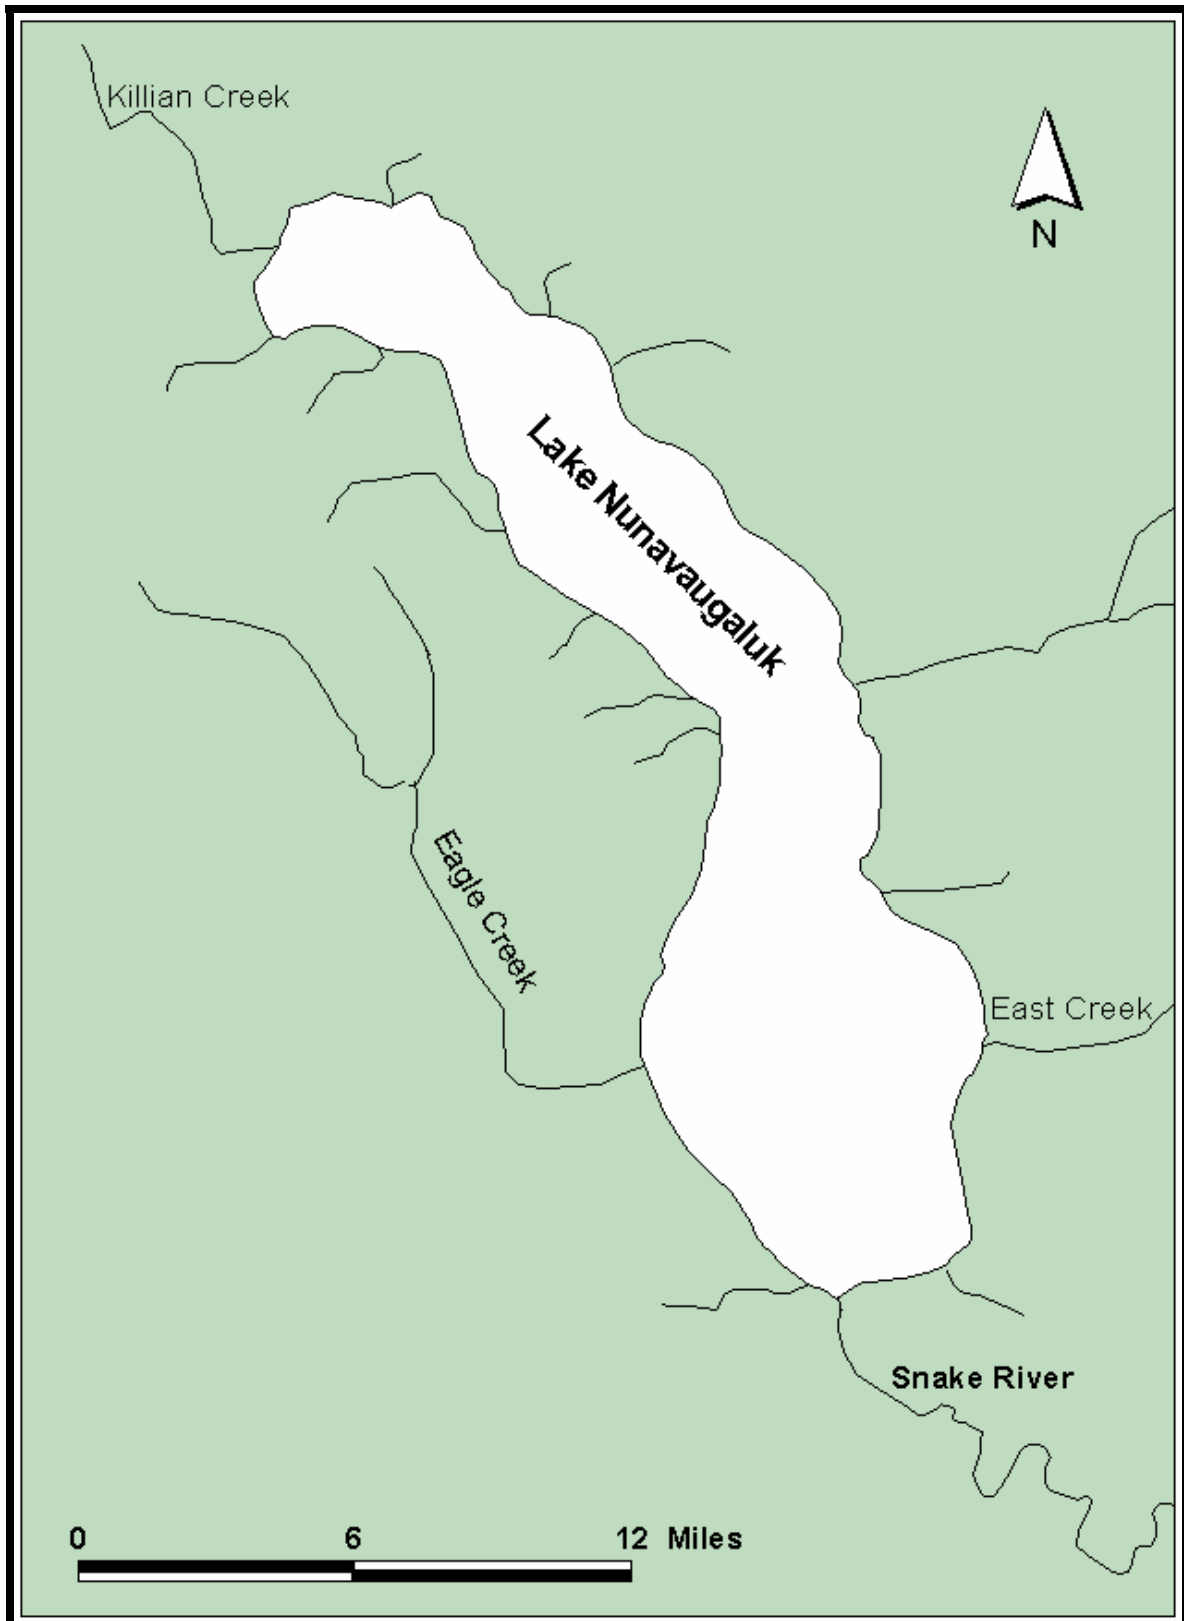 Killian Creek
N
Lake Nunavaugaluk
Eagle Creek
East Creek
Snake River
0 6 12 Miles